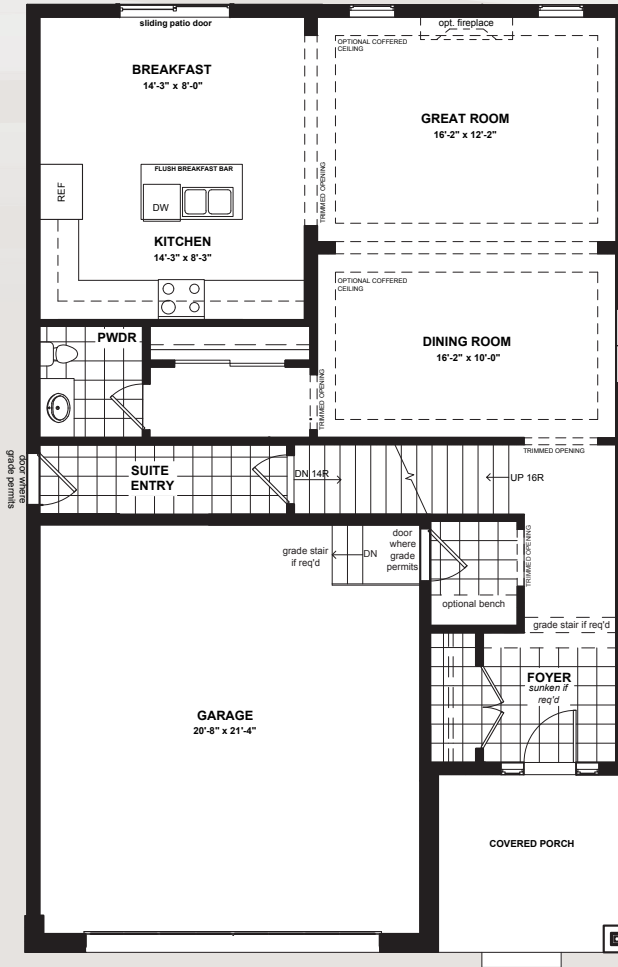 sliding patio door
opt. fireplace
OPTIONAL COFFERED
CEILING
BREAKFAST
14'-3" x 8'-0"
GREAT ROOM
16'-2" x 12'-2"
FLUSH BREAKFAST BAR
REF
DW
TRIMMED OPENING
KITCHEN
14'-3" x 8'-3"
OPTIONAL COFFERED
CEILING
PWDR
DINING ROOM
16'-2" x 10'-0"
TRIMMED OPENING
TRIMMED OPENING
door where
grade permits
SUITE
ENTRY
DN 14R
UP 16R
grade stair
if req'd
DN
door
where
grade
permits
TRIMMED OPENING
optional bench
grade stair if req'd
FOYER
sunken if
req'd
GARAGE
20'-8" x 21'-4"
COVERED PORCH